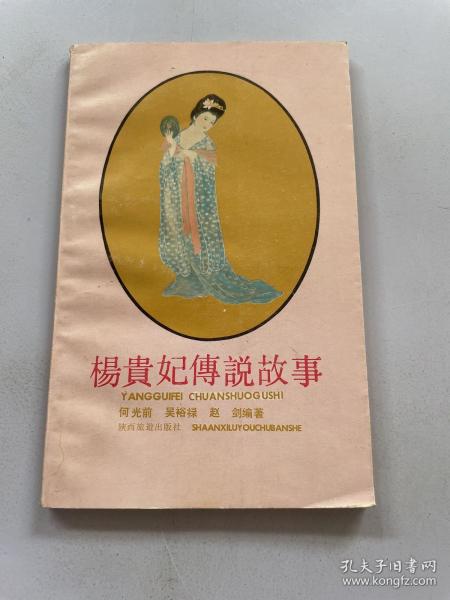 楊貴妃傳説故事
YANGGUIFEI CHUANSHUOGUSHI
何光前 吴裕禄 赵 剑编著
陕西旅遊出版社 SHAANXILUYOUCHUBANSHE
孔夫子旧书网
www.kongfz.com